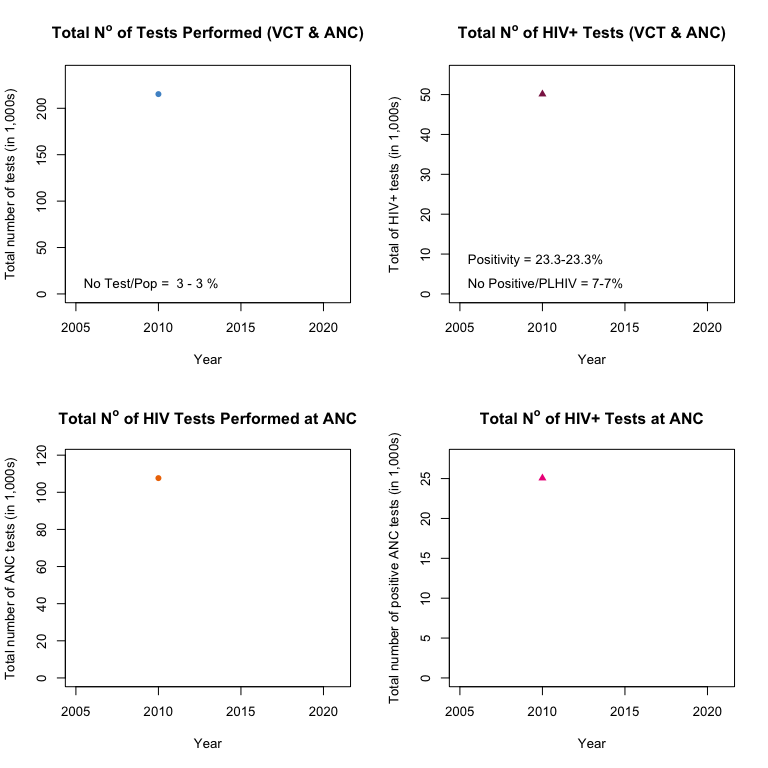 Total Nº of Tests Performed (VCT & ANC)
Total number of tests (in 1,000s)
200
150
100
50
0
No Test/Pop =  3 - 3 %
2005 2010 2015 2020
Year
Total Nº of HIV+ Tests (VCT & ANC)
Total of HIV+ tests (in 1,000s)
50
40
30
20
10
0
Positivity = 23.3-23.3%
No Positive/PLHIV = 7-7%
2005 2010 2015 2020
Year
Total Nº of HIV Tests Performed at ANC
Total number of ANC tests (in 1,000s)
120
100
80
60
40
20
0
2005 2010 2015 2020
Year
Total Nº of HIV+ Tests at ANC
Total number of positive ANC tests (in 1,000s)
25
20
15
10
5
0
2005 2010 2015 2020
Year